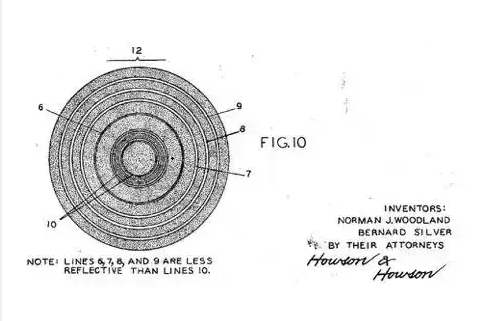 12
6
9
8
FIG.10
7
10
INVENTORS:
NORMAN J.WOODLAND
BERNARD SILVER
BY THEIR ATTORNEYS
Howson & Howson
NOTE: LINES 6,7,8, AND 9 ARE LESS
REFLECTIVE THAN LINES 10.